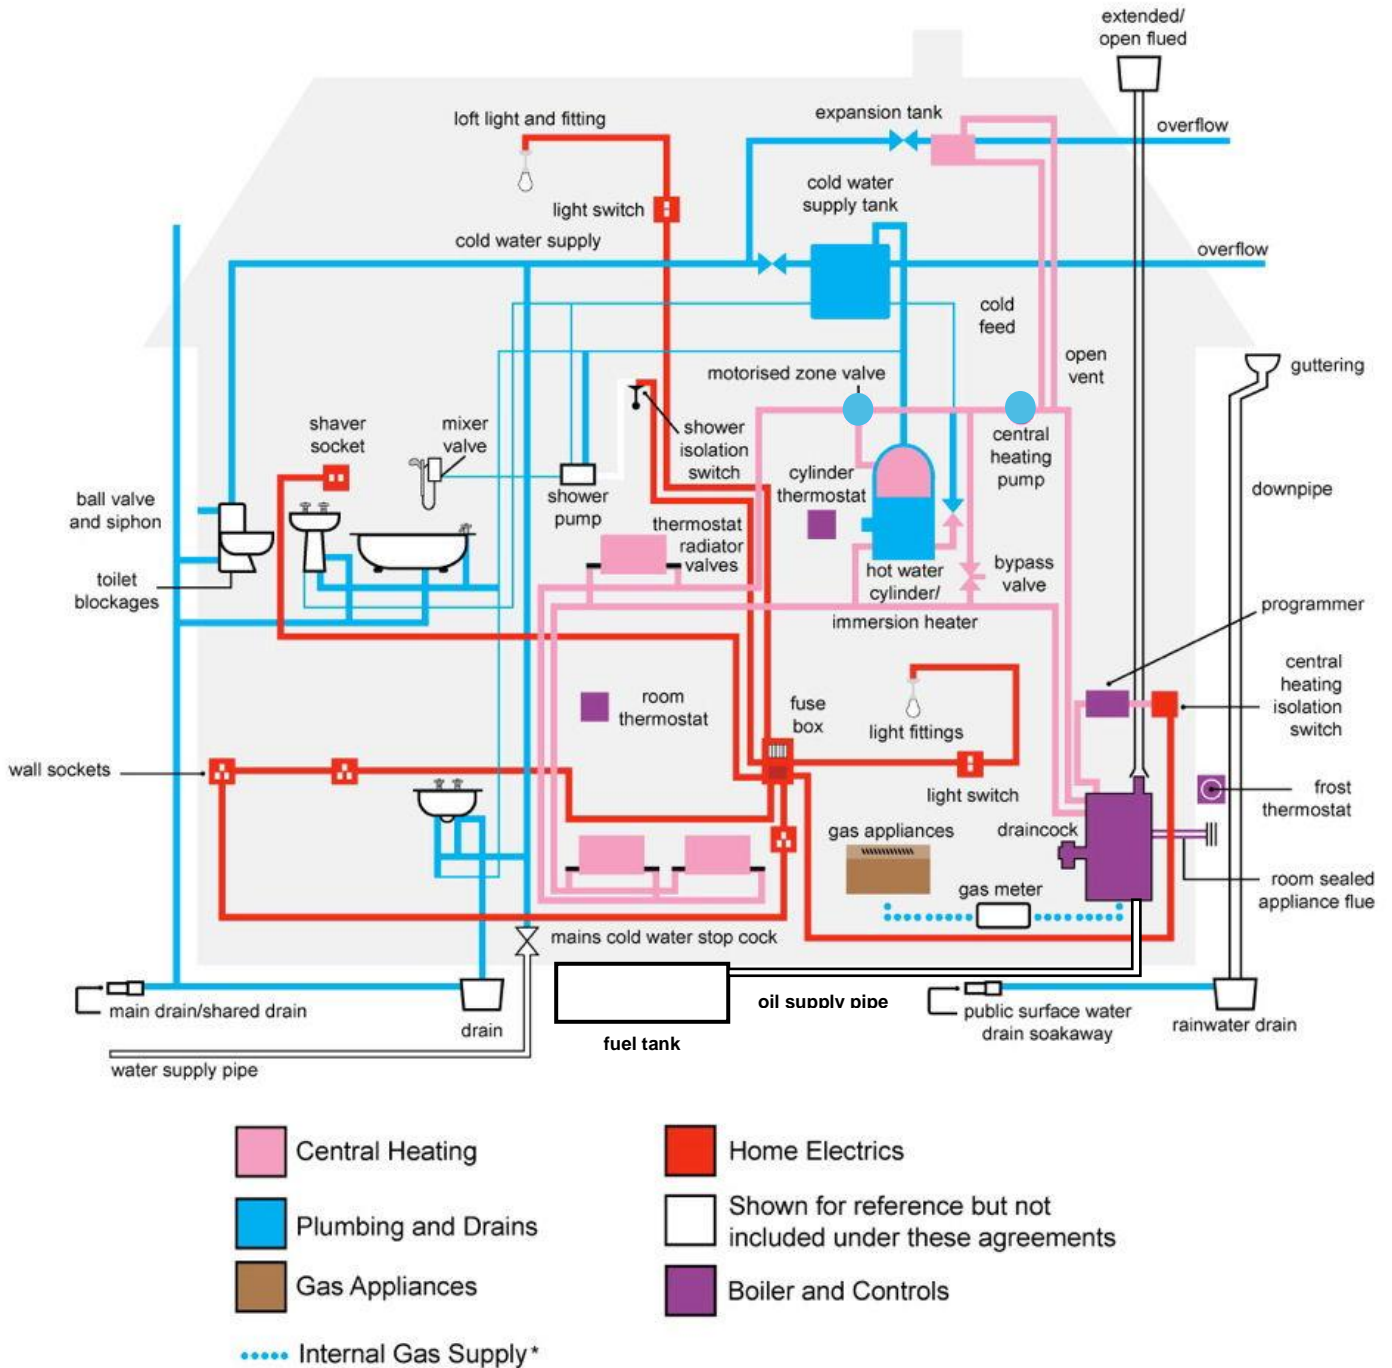 extended/
open flued
loft light and fitting
expansion tank
overflow
cold water
supply tank
light switch
cold water supply
overflow
cold
feed
open
vent
guttering
motorised zone valve
shaver
socket
mixer
valve
shower
isolation
switch
central
heating
pump
cylinder
thermostat
downpipe
ball valve
and siphon
shower
pump
thermostat
radiator
valves
toilet
blockages
hot water
cylinder/
immersion heater
bypass
valve
programmer
central
heating
isolation
switch
room
thermostat
fuse
box
light fittings
wall sockets
light switch
frost
thermostat
gas appliances
draincock
gas meter
room sealed
appliance flue
mains cold water stop cock
main drain/shared drain
drain
oil supply pipe
fuel tank
public surface water
drain soakaway
rainwater drain
water supply pipe
Central Heating
Home Electrics
Plumbing and Drains
Shown for reference but not
included under these agreements
Gas Appliances
Boiler and Controls
Internal Gas Supply*